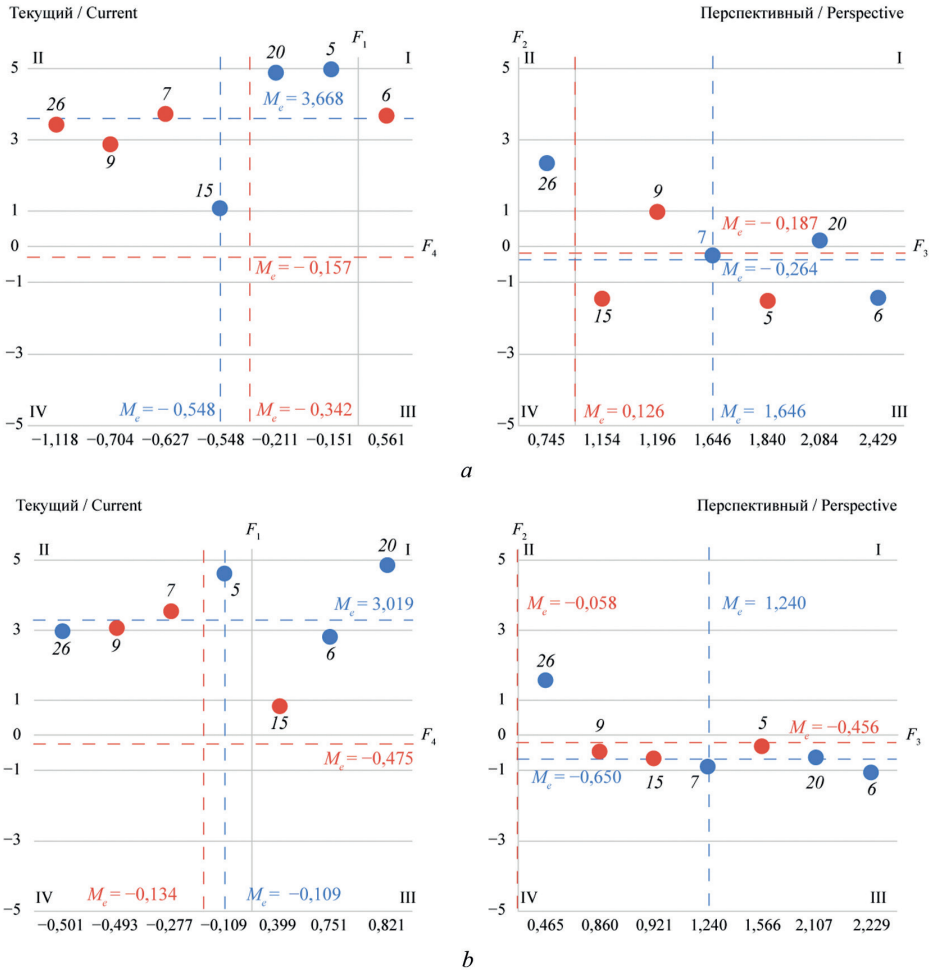 Текущий / Current
Перспективный / Perspective
F1
II
I
5
3
1
0
−1
−3
−5
26
9
7
15
20
5
6
Me = 3,668
F4
Me = − 0,157
IV
Me = − 0,548
Me = − 0,342
III
−1,118 −0,704 −0,627 −0,548 −0,211 −0,151 0,561
F2
II
I
5
3
1
0
−1
−3
−5
26
15
9
7
5
20
6
Me = − 0,187
F3
Me = − 0,264
IV
Me = 0,126
Me = 1,646
III
0,745 1,154 1,196 1,646 1,840 2,084 2,429
a
Текущий / Current
Перспективный / Perspective
F1
II
I
5
3
1
0
−1
−3
−5
26
9
7
5
15
6
20
Me = 3,019
F4
Me = −0,475
IV
Me = −0,134
Me = −0,109
III
−0,501 −0,493 −0,277 −0,109 0,399 0,751 0,821
F2
II
I
5
3
1
0
−1
−3
−5
Me = −0,058
Me = 1,240
26
9
15
7
5
20
6
Me = −0,456
F3
Me = −0,650
IV
III
0,465 0,860 0,921 1,240 1,566 2,107 2,229
b